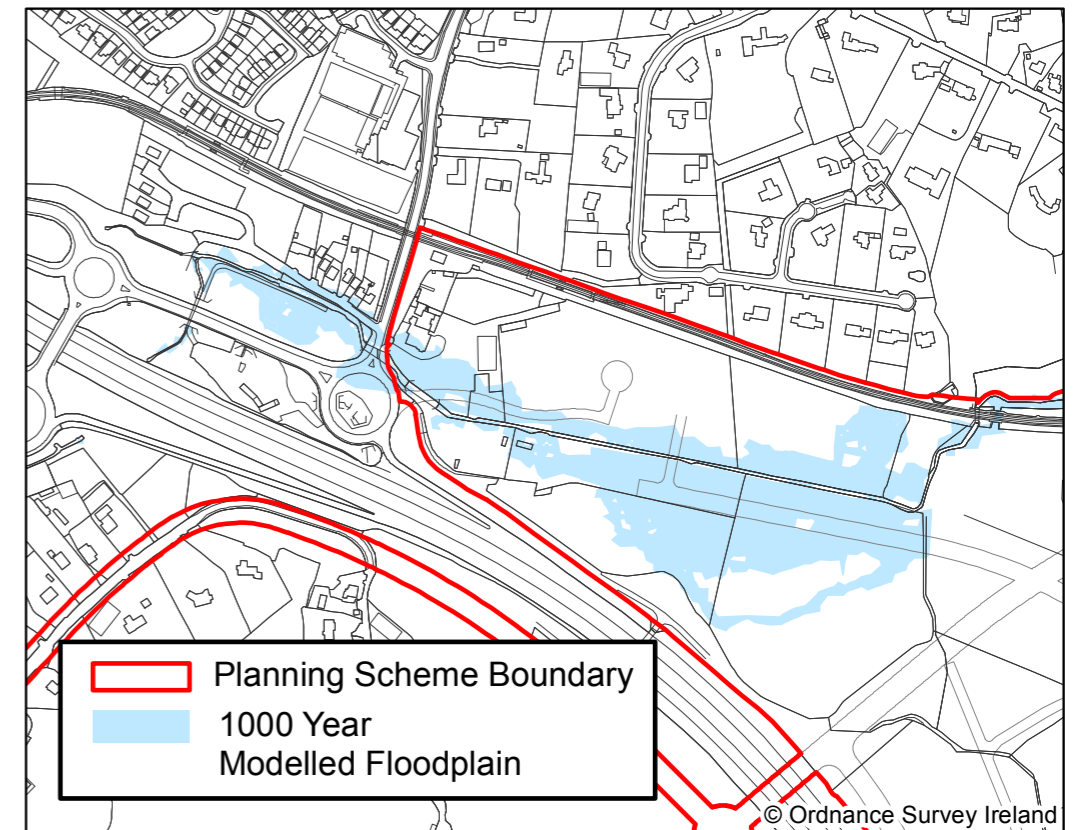 Planning Scheme Boundary
1000 Year
Modelled Floodplain
© Ordnance Survey Ireland